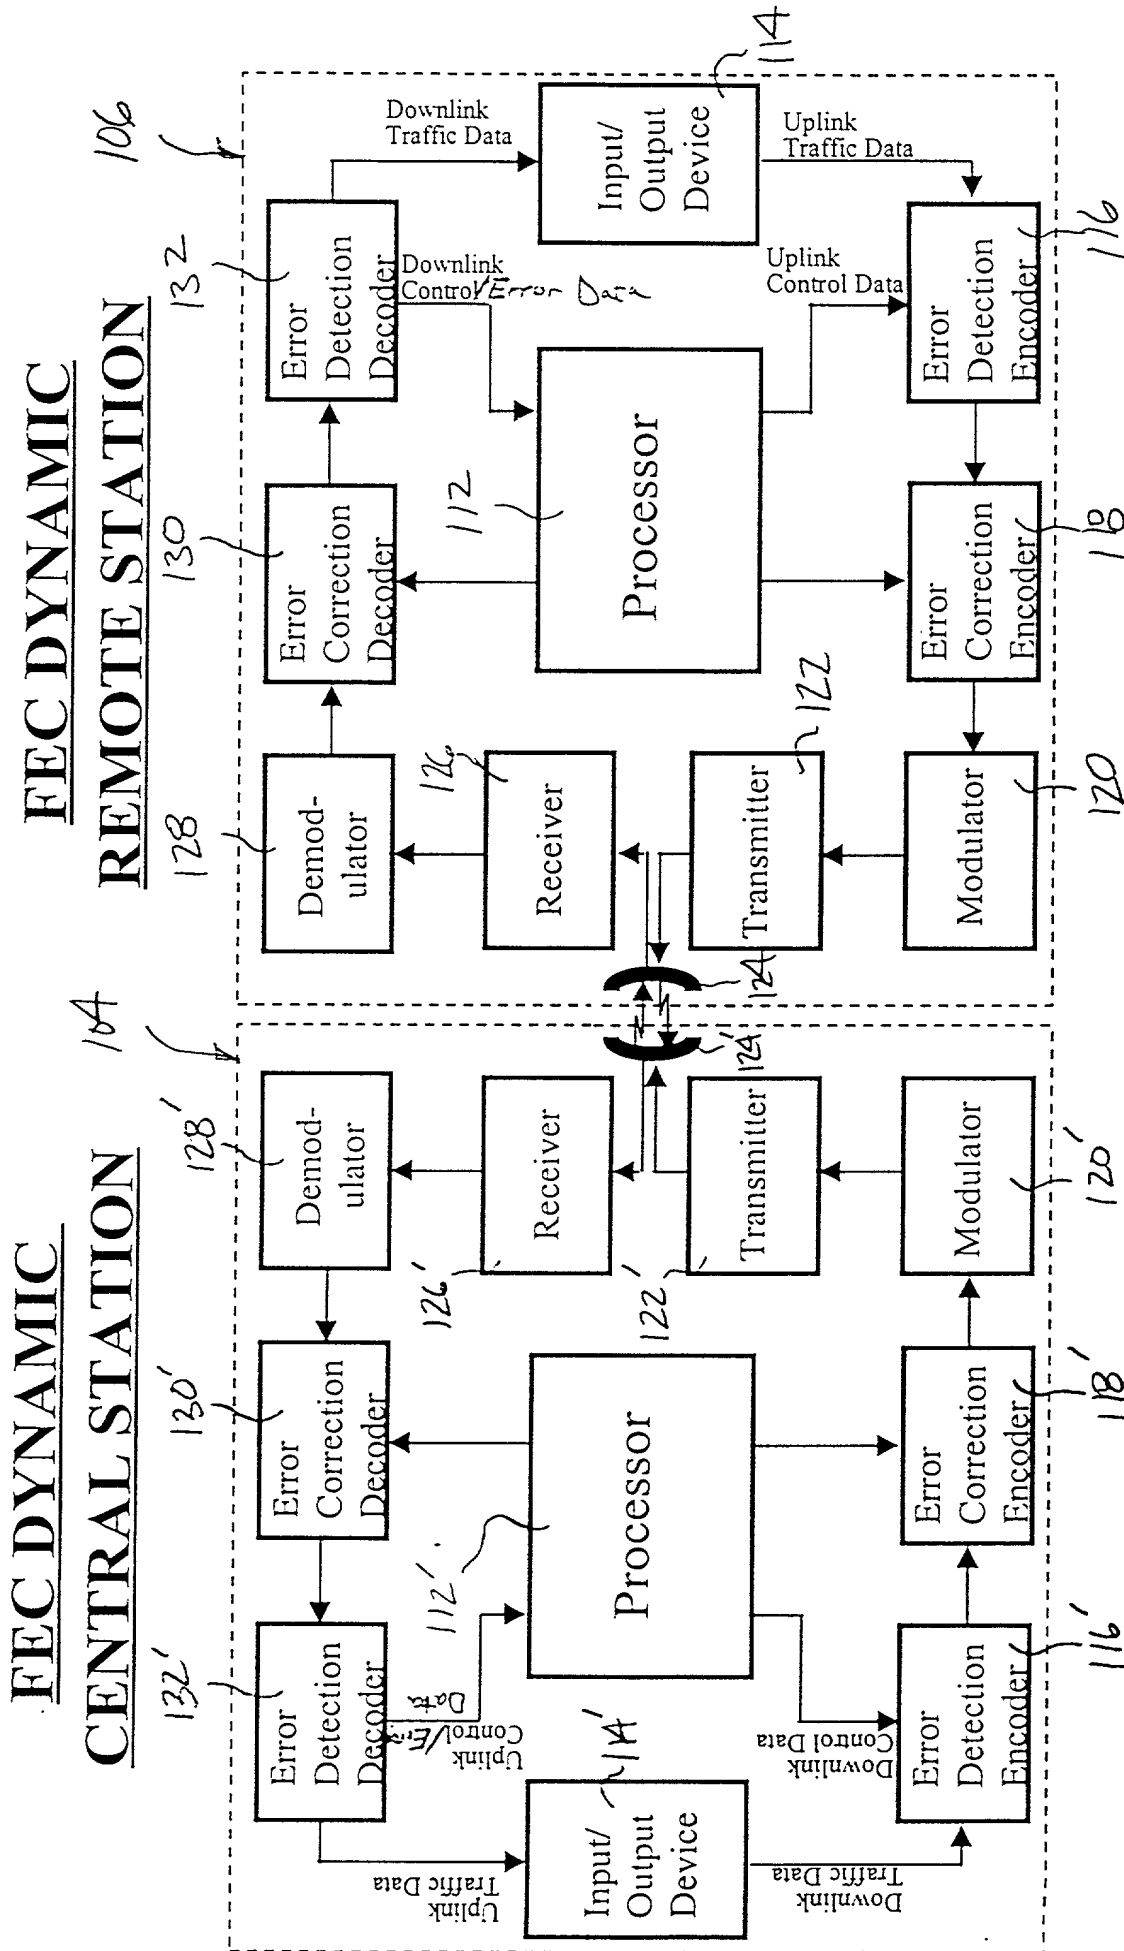 FEC DYNAMIC
CENTRAL STATION
104
132'
130'
128'
Error
Detection
Decoder
Error
Correction
Decoder
Demod-
ulator
Uplink
Traffic Data
Uplink
Control /Error
Data
112'
126'
Receiver
Input/
Output
Device
114'
Processor
122'
Transmitter
124'
Downlink
Traffic Data
Downlink
Control Data
Error
Detection
Encoder
Error
Correction
Encoder
Modulator
116'
118'
120'
FEC DYNAMIC
REMOTE STATION
106
128
130
132
Demod-
ulator
Error
Correction
Decoder
Error
Detection
Decoder
Downlink
Traffic Data
Downlink
Control/Error Data
126
Receiver
112
Processor
Input/
Output
Device
114
122
Transmitter
124
Uplink
Control Data
Uplink
Traffic Data
Modulator
Error
Correction
Encoder
Error
Detection
Encoder
120
118
116